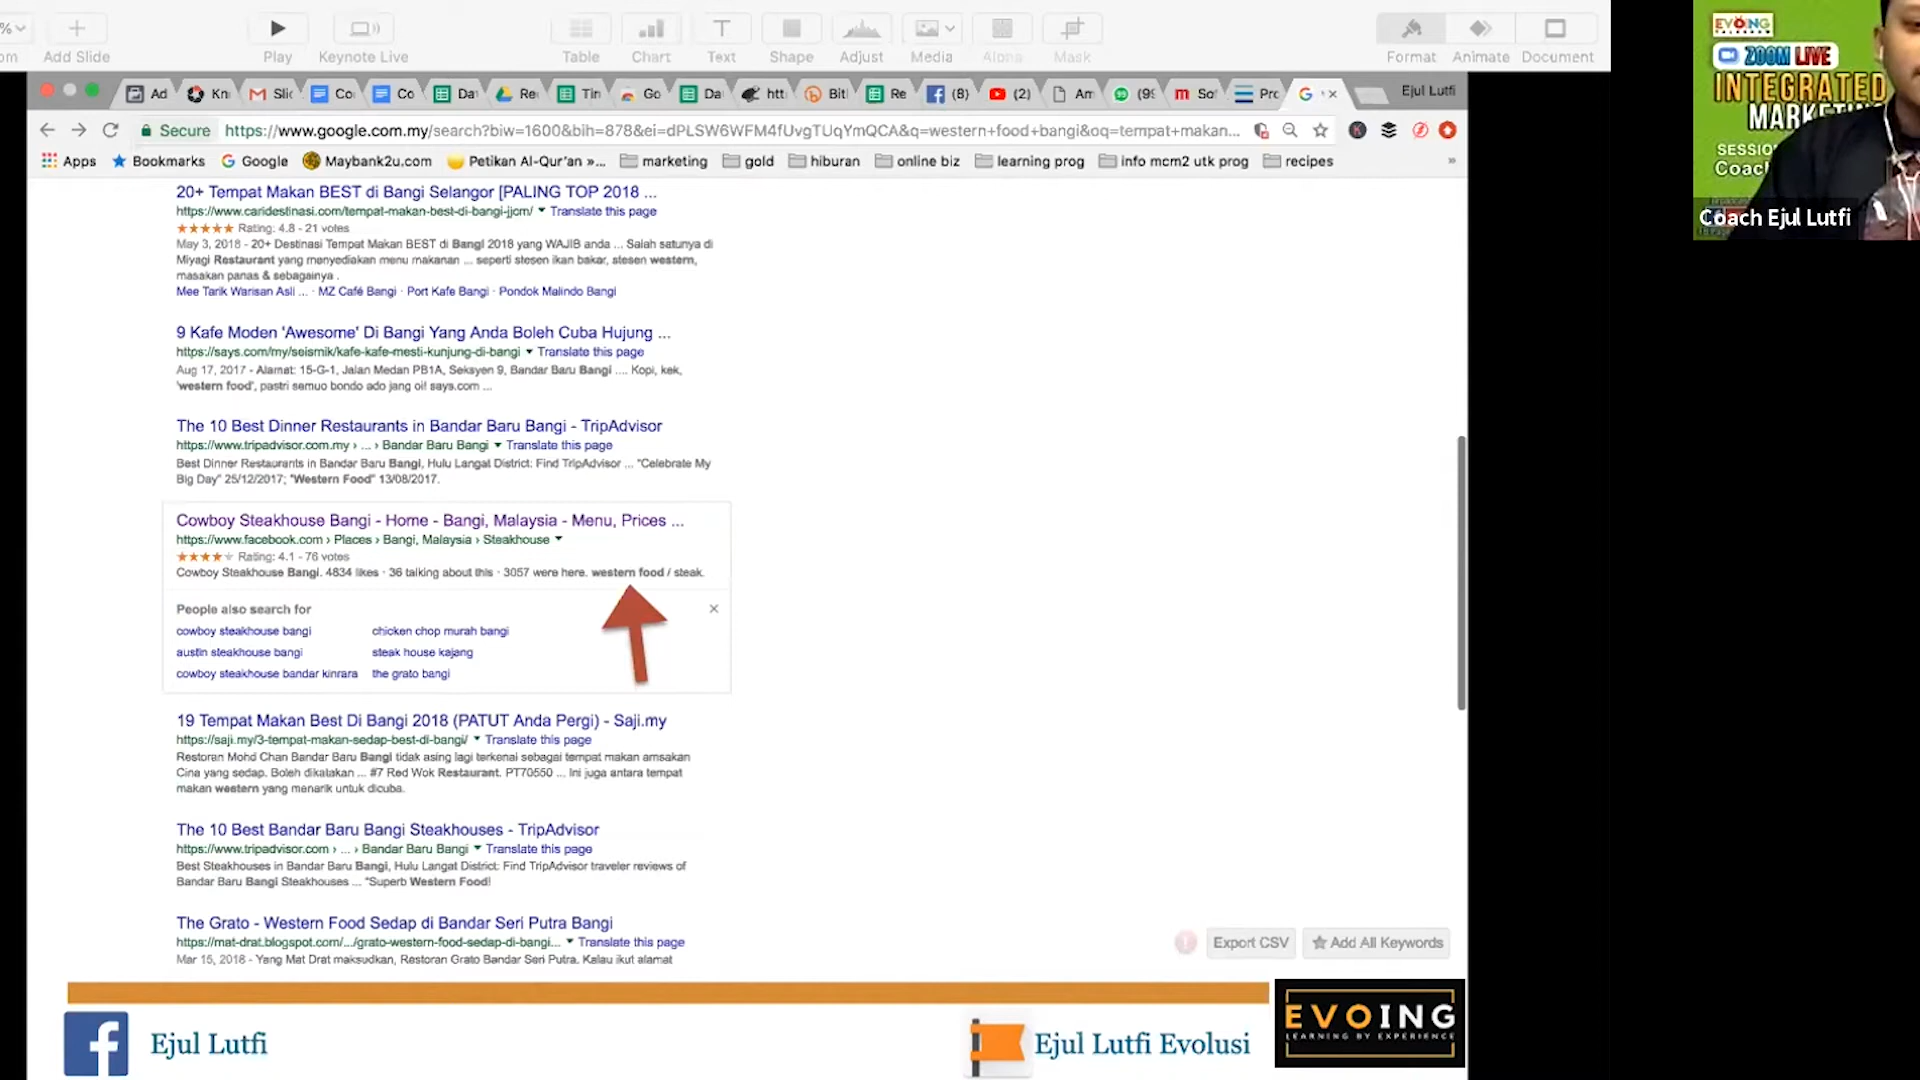 Add Slide
Play
Keynote Live
Table
Chart
Text
Shape
Adjust
Media
Mask
Format
Animate
Document
Ad
Kn
Slic
Co
Co
Da
Re
Tin
Go
Da
htt
Bit
Re
(8)
(2)
An
(99
So
Pro
Ejul Lutfi
Secure
https://www.google.com.my/search?biw=1600&bih=878&ei=dPLSW6WFM4fUvgTUqYmQCA&q=western+food+bangi&oq=tempat+makan...
Apps
Bookmarks
Google
Maybank2u.com
Petikan Al-Qur'an »...
marketing
gold
hiburan
online biz
learning prog
info mcm2 utk prog
recipes
»
20+ Tempat Makan BEST di Bangi Selangor [PALING TOP 2018 ...
https://www.caridestinasi.com/tempat-makan-best-di-bangi-jjcm/ Translate this page
Rating: 4.8 - 21 votes
May 3, 2018 - 20+ Destinasi Tempat Makan BEST di Bangi 2018 yang WAJIB anda ... Salah satunya di
Miyagi Restaurant yang menyediakan menu makanan ... seperti stesen ikan bakar, stesen western,
masakan panas & sebagainya .
Mee Tarik Warisan Asli ... · MZ Café Bangi · Port Kafe Bangi · Pondok Malindo Bangi
9 Kafe Moden 'Awesome' Di Bangi Yang Anda Boleh Cuba Hujung ...
https://says.com/my/seismik/kafe-kafe-mesti-kunjung-di-bangi Translate this page
Aug 17, 2017 - Alamat: 15-G-1, Jalan Medan PB1A, Seksyen 9, Bandar Baru Bangi .... Kopi, kek,
'western food', pastri semuo bondo ado jang oi! says.com ...
The 10 Best Dinner Restaurants in Bandar Baru Bangi - TripAdvisor
https://www.tripadvisor.com.my › ... › Bandar Baru Bangi Translate this page
Best Dinner Restaurants in Bandar Baru Bangi, Hulu Langat District: Find TripAdvisor ... "Celebrate My
Big Day" 25/12/2017; "Western Food" 13/08/2017.
Cowboy Steakhouse Bangi - Home - Bangi, Malaysia - Menu, Prices ...
https://www.facebook.com › Places › Bangi, Malaysia › Steakhouse
Rating: 4.1 - 76 votes
Cowboy Steakhouse Bangi. 4834 likes · 36 talking about this · 3057 were here. western food / steak.
People also search for
cowboy steakhouse bangi
chicken chop murah bangi
austin steakhouse bangi
steak house kajang
cowboy steakhouse bandar kinrara
the grato bangi
19 Tempat Makan Best Di Bangi 2018 (PATUT Anda Pergi) - Saji.my
https://saji.my/3-tempat-makan-sedap-best-di-bangi/ Translate this page
Restoran Mohd Chan Bandar Baru Bangi tidak asing lagi terkenai sebagai tempat makan amsakan
Cina yang sedap. Boleh dikatakan ... #7 Red Wok Restaurant. PT70550 ... Ini juga antara tempat
makan western yang menarik untuk dicuba.
The 10 Best Bandar Baru Bangi Steakhouses - TripAdvisor
https://www.tripadvisor.com › ... › Bandar Baru Bangi Translate this page
Best Steakhouses in Bandar Baru Bangi, Hulu Langat District: Find TripAdvisor traveler reviews of
Bandar Baru Bangi Steakhouses ... "Superb Western Food!
The Grato - Western Food Sedap di Bandar Seri Putra Bangi
https://mat-drat.blogspot.com/.../grato-western-food-sedap-di-bangi... Translate this page
Mar 15, 2018 - Yang Mat Drat maksudkan, Restoran Grato Bandar Seri Putra. Kalau ikut alamat
Export CSV
Add All Keywords
Ejul Lutfi
Ejul Lutfi Evolusi
EVOING
LEARNING BY EXPERIENCE
EVOING
ZOOM LIVE
INTEGRATED
Coach Ejul Lutfi